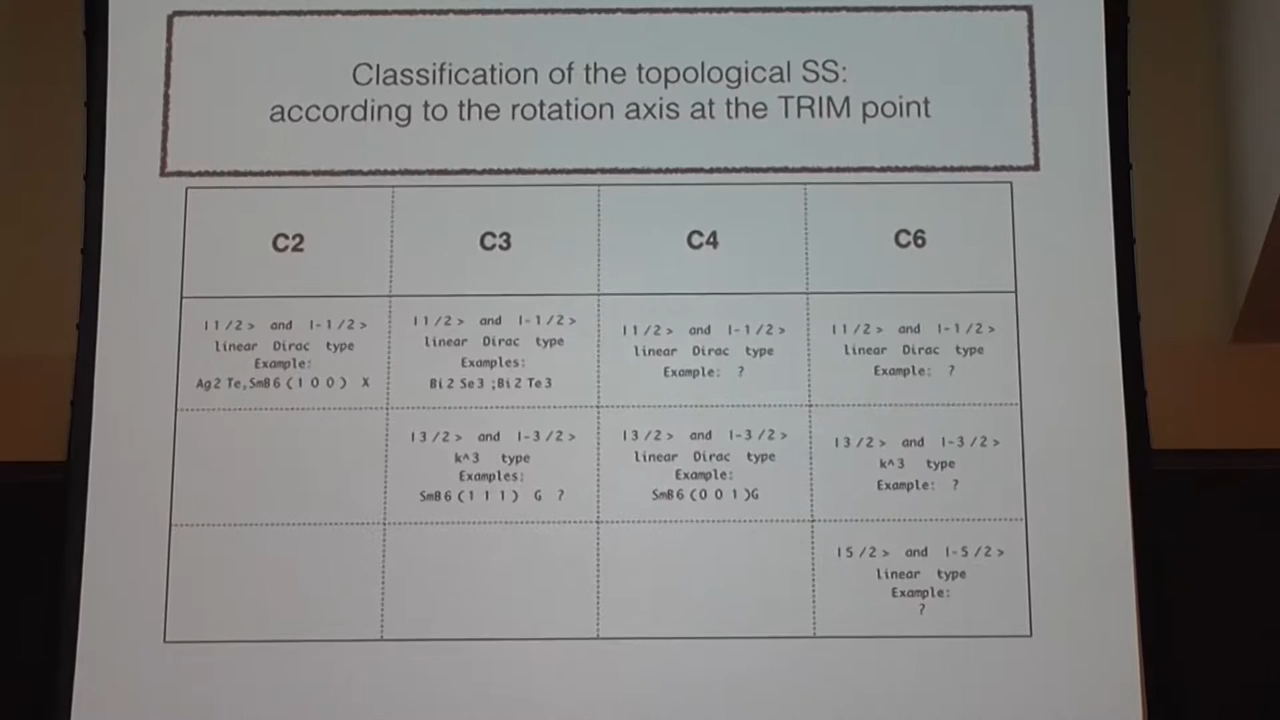 Classification of the topological SS:
according to the rotation axis at the TRIM point
C2
C3
C4
C6
|1/2> and |-1/2>
linear Dirac type
Example:
Ag2Te,SmB6(100) X
|1/2> and |-1/2>
linear Dirac type
Examples:
Bi2Se3;Bi2Te3
|1/2> and |-1/2>
linear Dirac type
Example: ?
|1/2> and |-1/2>
linear Dirac type
Example: ?
|3/2> and |-3/2>
k^3 type
Examples:
SmB6(111) G ?
|3/2> and |-3/2>
linear Dirac type
Example:
SmB6(001)G
|3/2> and |-3/2>
k^3 type
Example: ?
|5/2> and |-5/2>
linear type
Example:
?